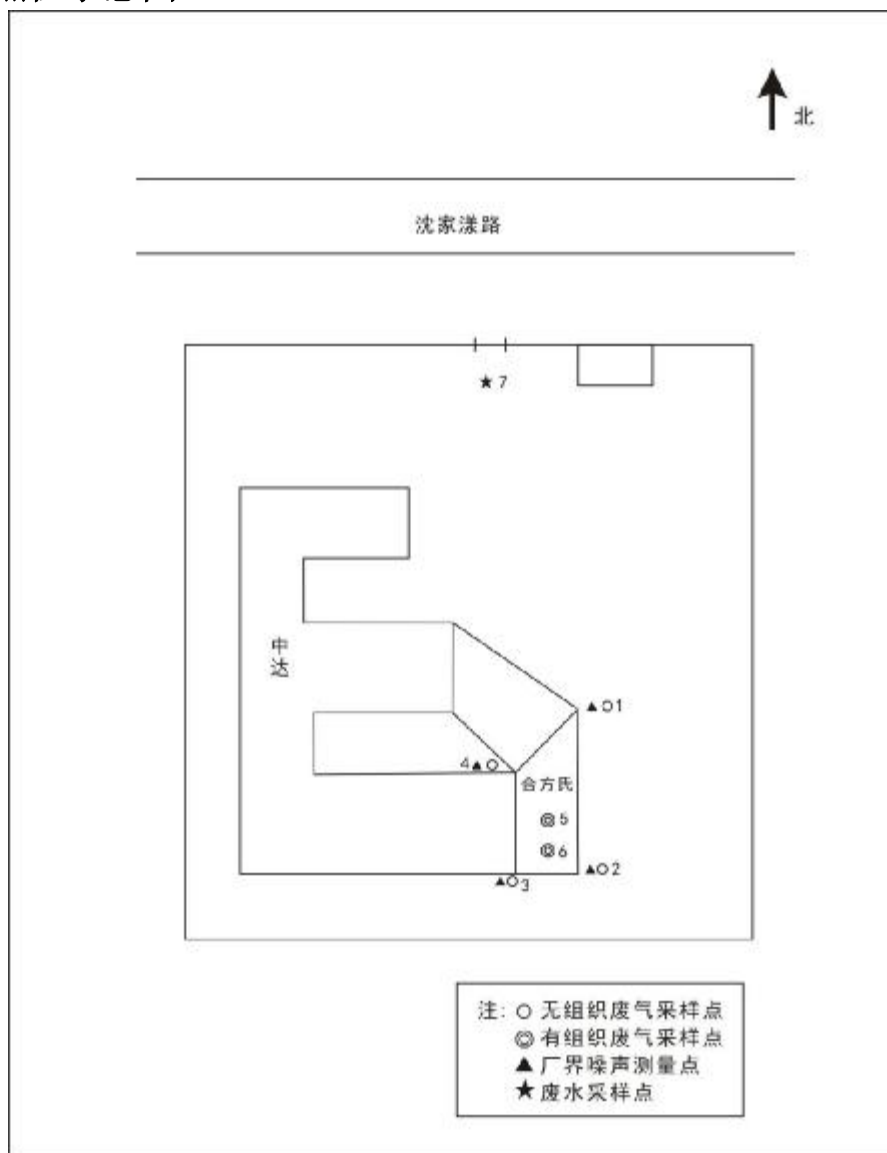 北
沈家漾路
★7
中达
▲○1
4▲○
合方氏
◎5
◎6
▲○2
▲○3
注: ○ 无组织废气采样点
◎ 有组织废气采样点
▲ 厂界噪声测量点
★ 废水采样点